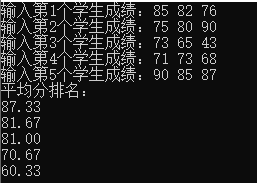 输入第1个学生成绩：85 82 76
输入第2个学生成绩：75 80 90
输入第3个学生成绩：73 65 43
输入第4个学生成绩：71 73 68
输入第5个学生成绩：90 85 87
平均分排名：
87.33
81.67
81.00
70.67
60.33